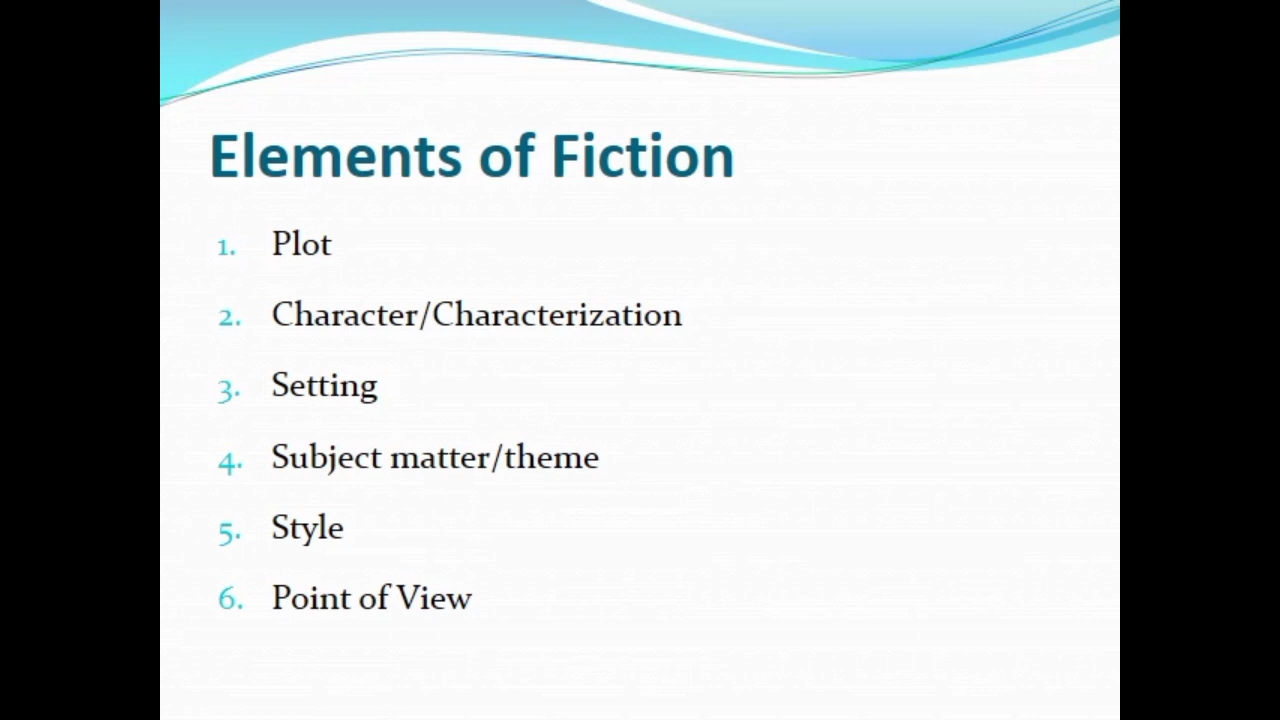 Elements of Fiction
1. Plot
2. Character/Characterization
3. Setting
4. Subject matter/theme
5. Style
6. Point of View